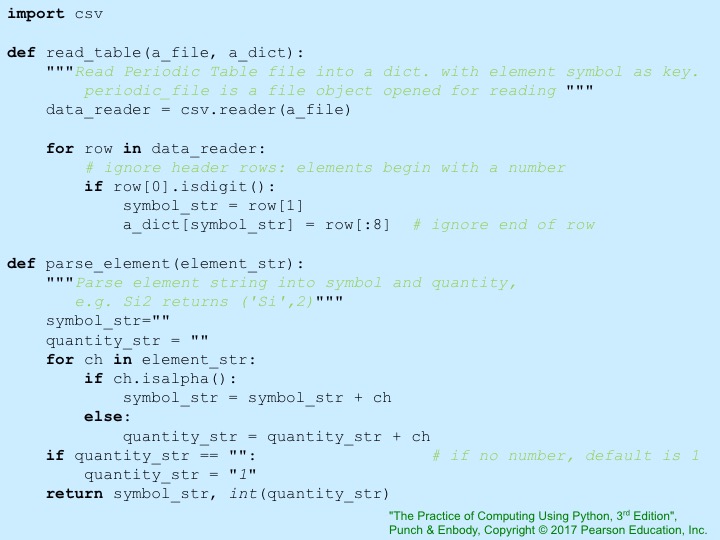 import csv
def read_table(a_file, a_dict):
    """Read Periodic Table file into a dict. with element symbol as key.
        periodic_file is a file object opened for reading """
    data_reader = csv.reader(a_file)
    for row in data_reader:
        # ignore header rows: elements begin with a number
        if row[0].isdigit():
            symbol_str = row[1]
            a_dict[symbol_str] = row[:8]  # ignore end of row
def parse_element(element_str):
    """Parse element string into symbol and quantity,
       e.g. Si2 returns ('Si',2)"""
    symbol_str=""
    quantity_str = ""
    for ch in element_str:
        if ch.isalpha():
            symbol_str = symbol_str + ch
        else:
            quantity_str = quantity_str + ch
    if quantity_str == "":                  # if no number, default is 1
        quantity_str = "1"
    return symbol_str, int(quantity_str)
"The Practice of Computing Using Python, 3rd Edition",
Punch & Enbody, Copyright © 2017 Pearson Education, Inc.